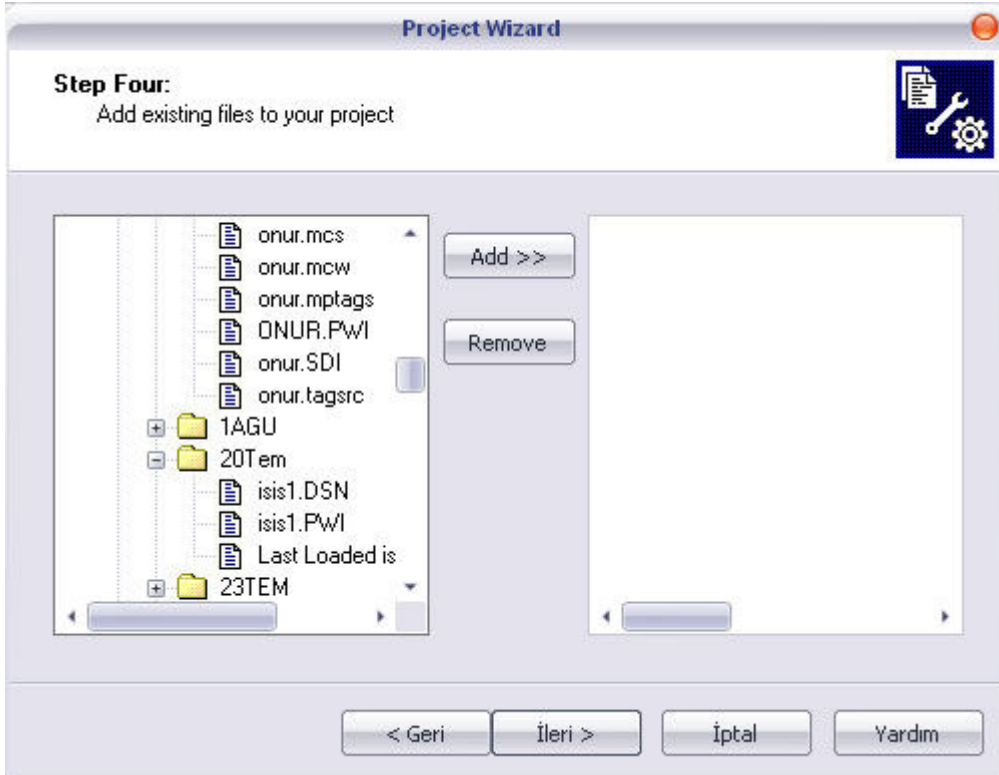 Project Wizard
Step Four:
Add existing files to your project
onur.mcs
onur.mcw
onur.mptags
ONUR.PWI
onur.SDI
onur.tagsrc
1AGU
20Tem
isis1.DSN
isis1.PWI
Last Loaded is
23TEM
Add >>
Remove
< Geri
İleri >
İptal
Yardım